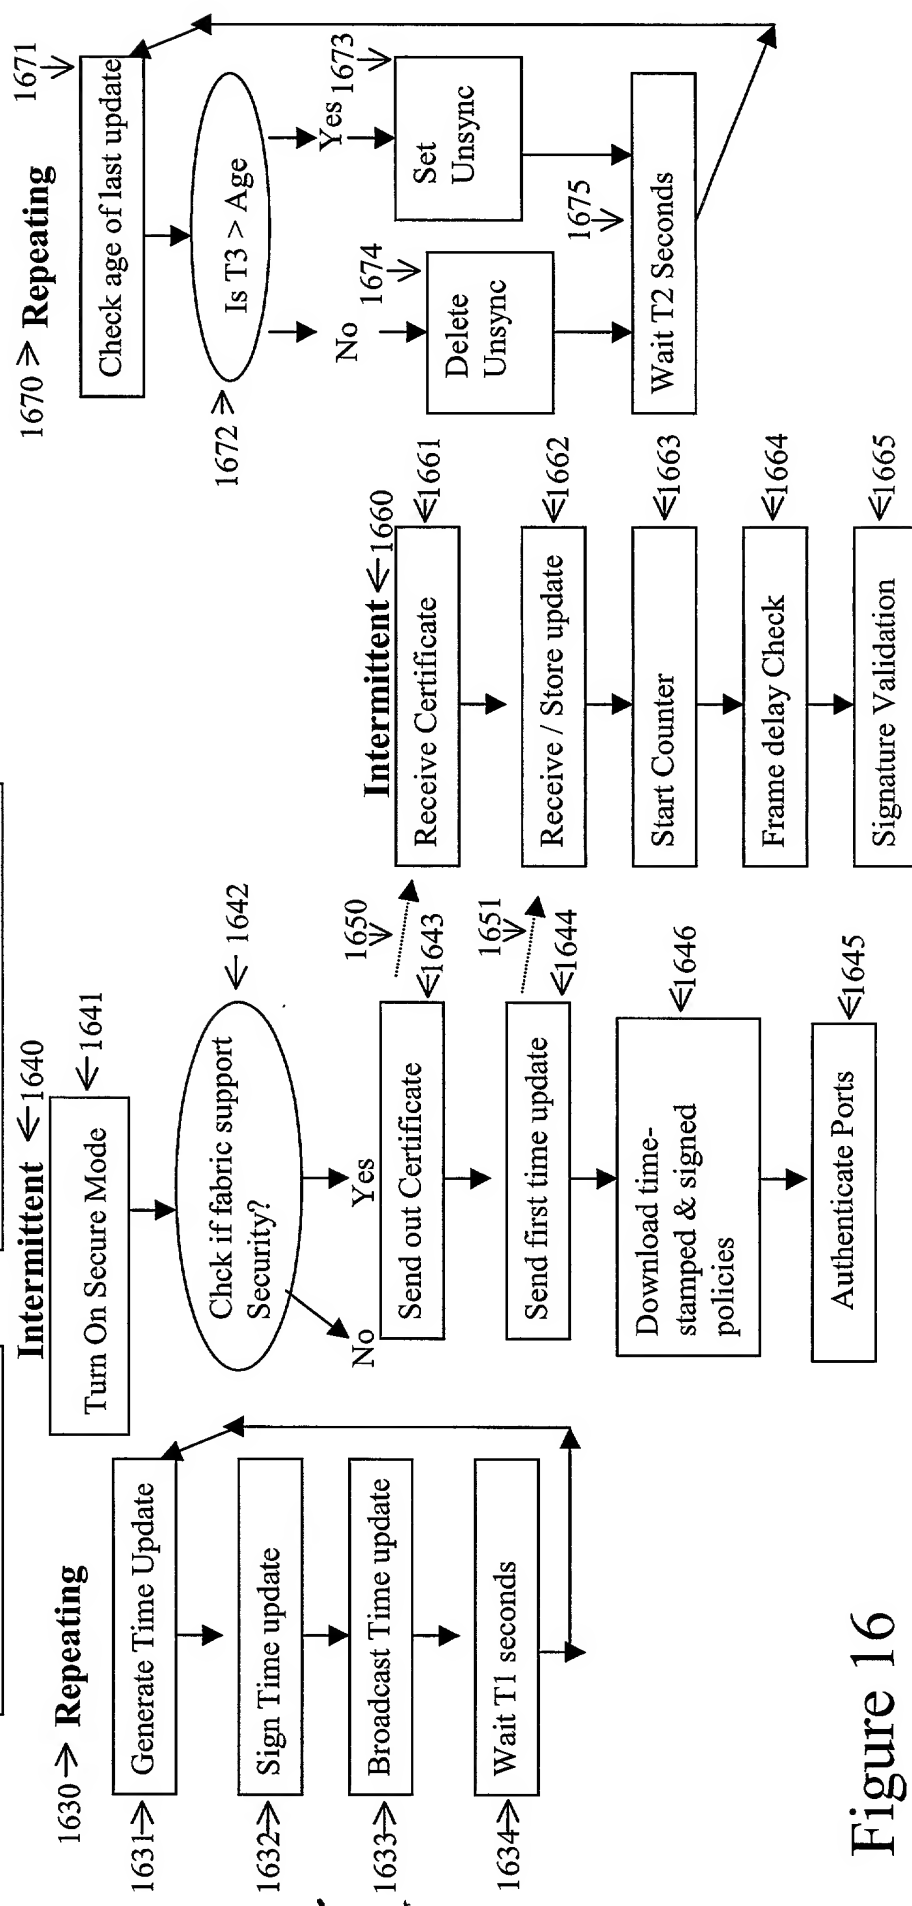 1630 → Repeating
1631→
Generate Time Update
1632→
Sign Time update
1633→
Broadcast Time update
1634→
Wait T1 seconds
Intermittent ←1640
Turn On Secure Mode
←1641
Chck if fabric support
Security?
← 1642
No
Yes
1650
Send out Certificate
←1643
1651
Send first time update
←1644
Download time-
stamped & signed
policies
←1646
Authenticate Ports
←1645
Intermittent ←1660
Receive Certificate
←1661
Receive / Store update
←1662
Start Counter
←1663
Frame delay Check
←1664
Signature Validation
←1665
1670 → Repeating
1671
Check age of last update
1672 →
Is T3 > Age
No
Yes
1673
1674
Set
Unsync
Delete
Unsync
1675
Wait T2 Seconds
Figure 16